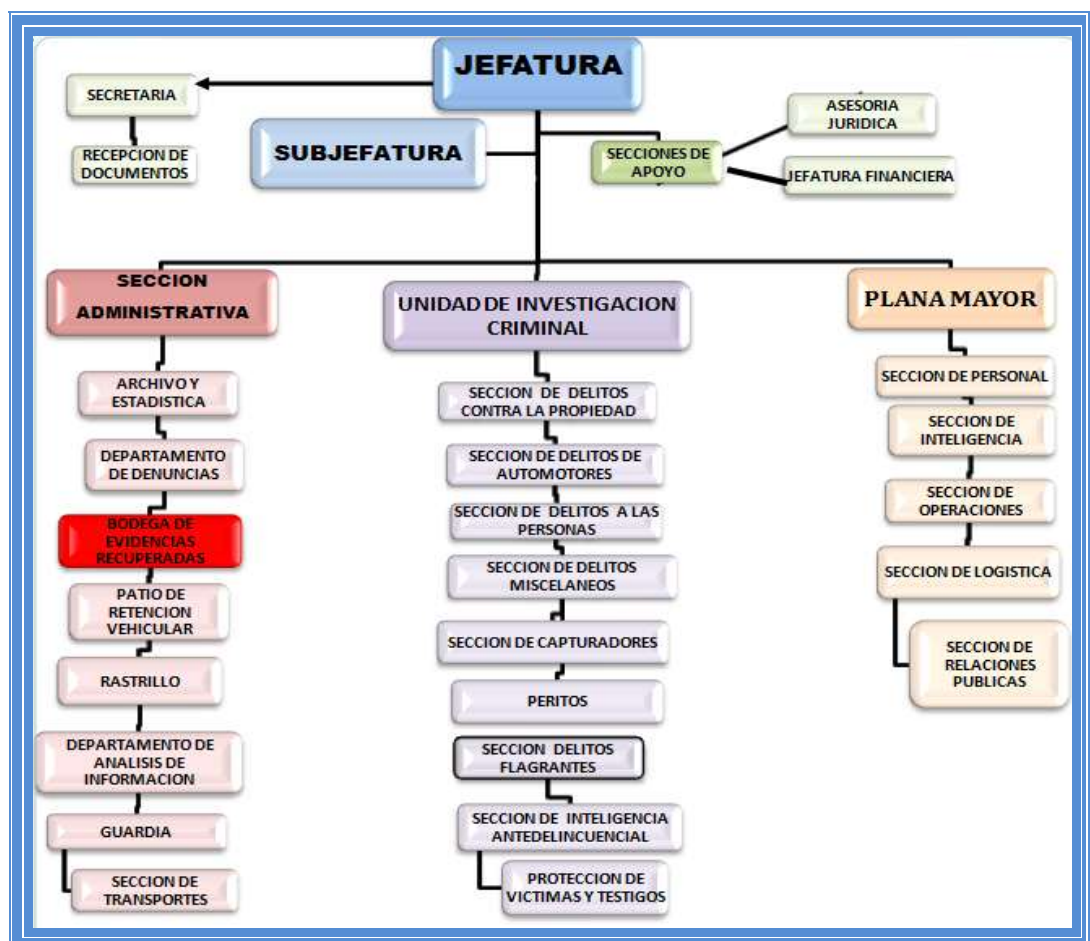 JEFATURA
SECRETARIA
RECEPCION DE
DOCUMENTOS
SUBJEFATURA
SECCIONES DE
APOYO
ASESORIA
JURIDICA
JEFATURA FINANCIERA
SECCION
ADMINISTRATIVA
ARCHIVO Y
ESTADISTICA
DEPARTAMENTO
DE DENUNCIAS
BODEGA DE
EVIDENCIAS
RECUPERADAS
PATIO DE
RETENCION
VEHICULAR
RASTRILLO
DEPARTAMENTO DE
ANALISIS DE
INFORMACION
GUARDIA
SECCION DE
TRANSPORTES
UNIDAD DE INVESTIGACION
CRIMINAL
SECCION DE DELITOS
CONTRA LA PROPIEDAD
SECCION DE DELITOS DE
AUTOMOTORES
SECCION DE DELITOS A LAS
PERSONAS
SECCION DE DELITOS
MISCELANEOS
SECCION DE CAPTURADORES
PERITOS
SECCION DELITOS
FLAGRANTES
SECCION DE INTELIGENCIA
ANTEDELINCUENCIAL
PROTECCION DE
VICTIMAS Y TESTIGOS
PLANA MAYOR
SECCION DE PERSONAL
SECCION DE
INTELIGENCIA
SECCION DE
OPERACIONES
SECCION DE LOGISTICA
SECCION DE
RELACIONES
PUBLICAS